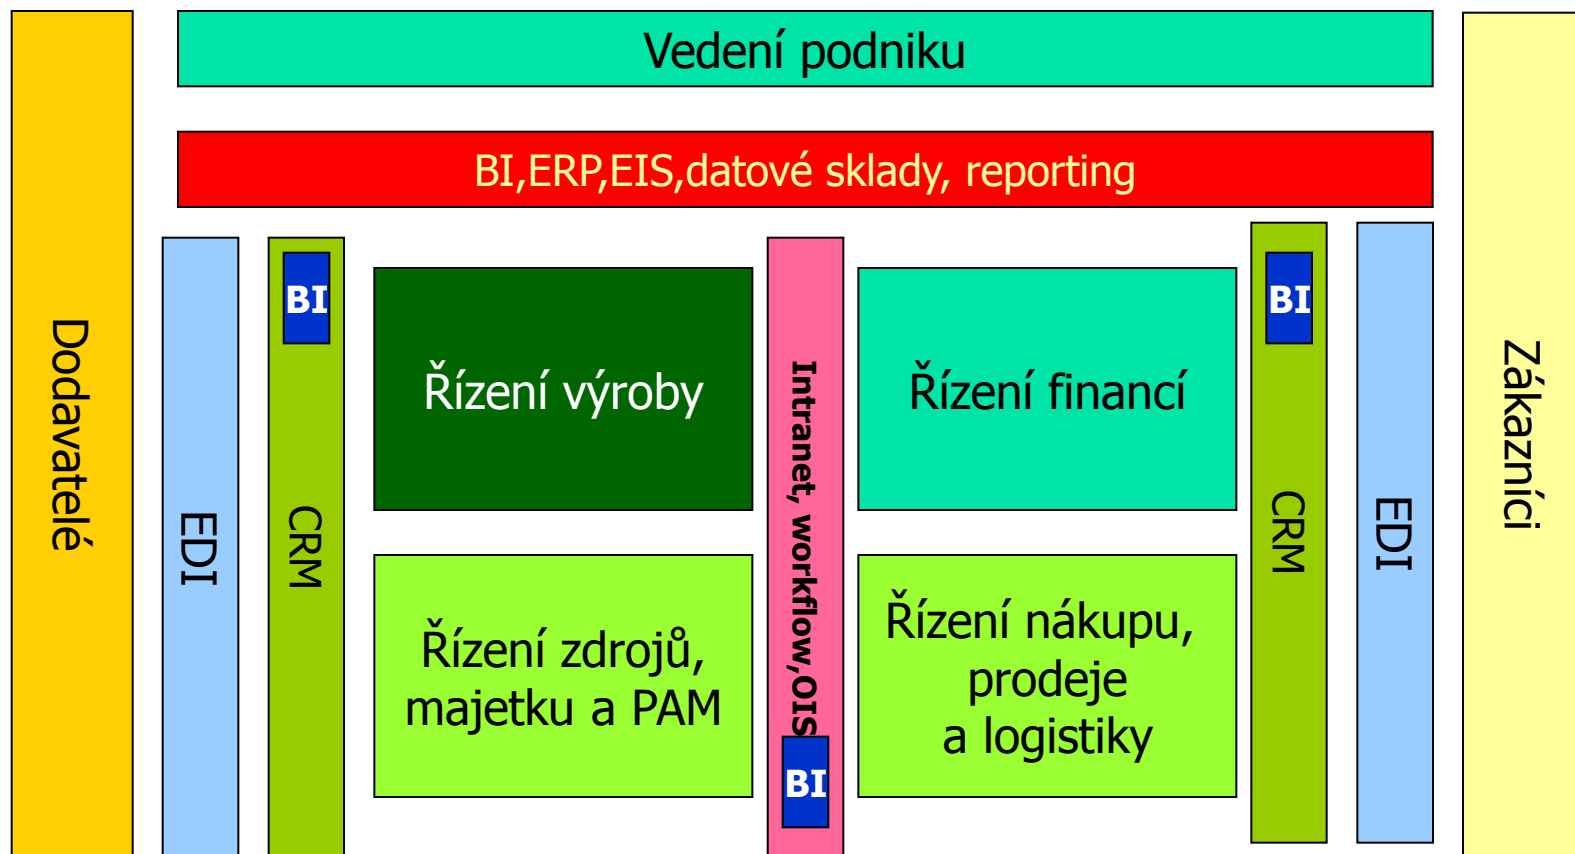 Vedení podniku
BI,ERP,EIS,datové sklady, reporting
Dodavatelé
EDI
CRM
BI
Řízení výroby
Intranet, workflow,OIS
BI
Řízení financí
Řízení zdrojů,
majetku a PAM
Řízení nákupu,
prodeje
a logistiky
BI
CRM
EDI
Zákazníci